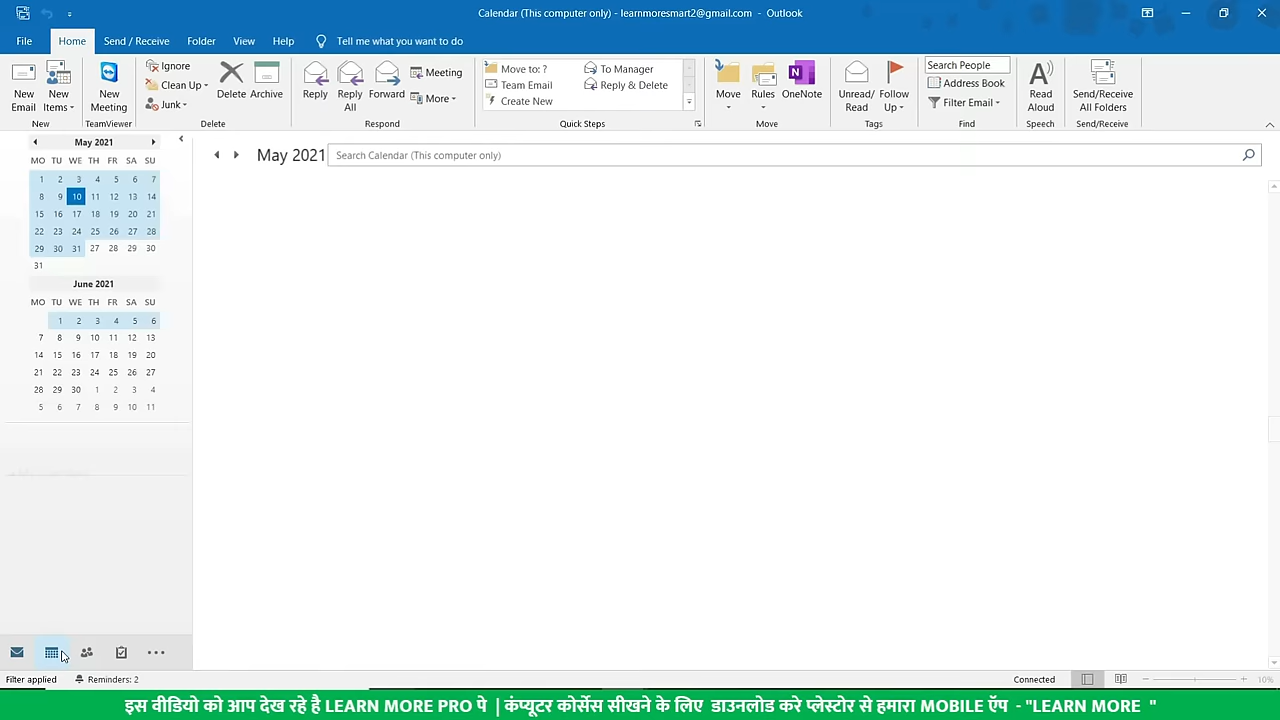 Calendar (This computer only) - learnmoresmart2@gmail.com - Outlook
File Home Send / Receive Folder View Help Tell me what you want to do
New Email
New Items
New Meeting
Ignore
Clean Up
Junk
Delete
Archive
Reply
Reply All
Forward
Meeting
More
Move to: ?
Team Email
Create New
To Manager
Reply & Delete
Move
Rules
OneNote
Unread/ Read
Follow Up
Search People
Address Book
Filter Email
Read Aloud
Send/Receive All Folders
New TeamViewer Delete Respond Quick Steps Move Tags Find Speech Send/Receive
May 2021
MO TU WE TH FR SA SU
1 2 3 4 5 6 7
8 9 10 11 12 13 14
15 16 17 18 19 20 21
22 23 24 25 26 27 28
29 30 31 27 28 29 30
31
June 2021
MO TU WE TH FR SA SU
1 2 3 4 5 6
7 8 9 10 11 12 13
14 15 16 17 18 19 20
21 22 23 24 25 26 27
28 29 30 1 2 3 4
5 6 7 8 9 10 11
May 2021
Search Calendar (This computer only)
Filter applied Reminders: 2 Connected 10%
इस वीडियो को आप देख रहे है LEARN MORE PRO पे | कंप्यूटर कोर्सेस सीखने के लिए डाउनलोड करे प्लेस्टोर से हमारा MOBILE ऍप - "LEARN MORE "